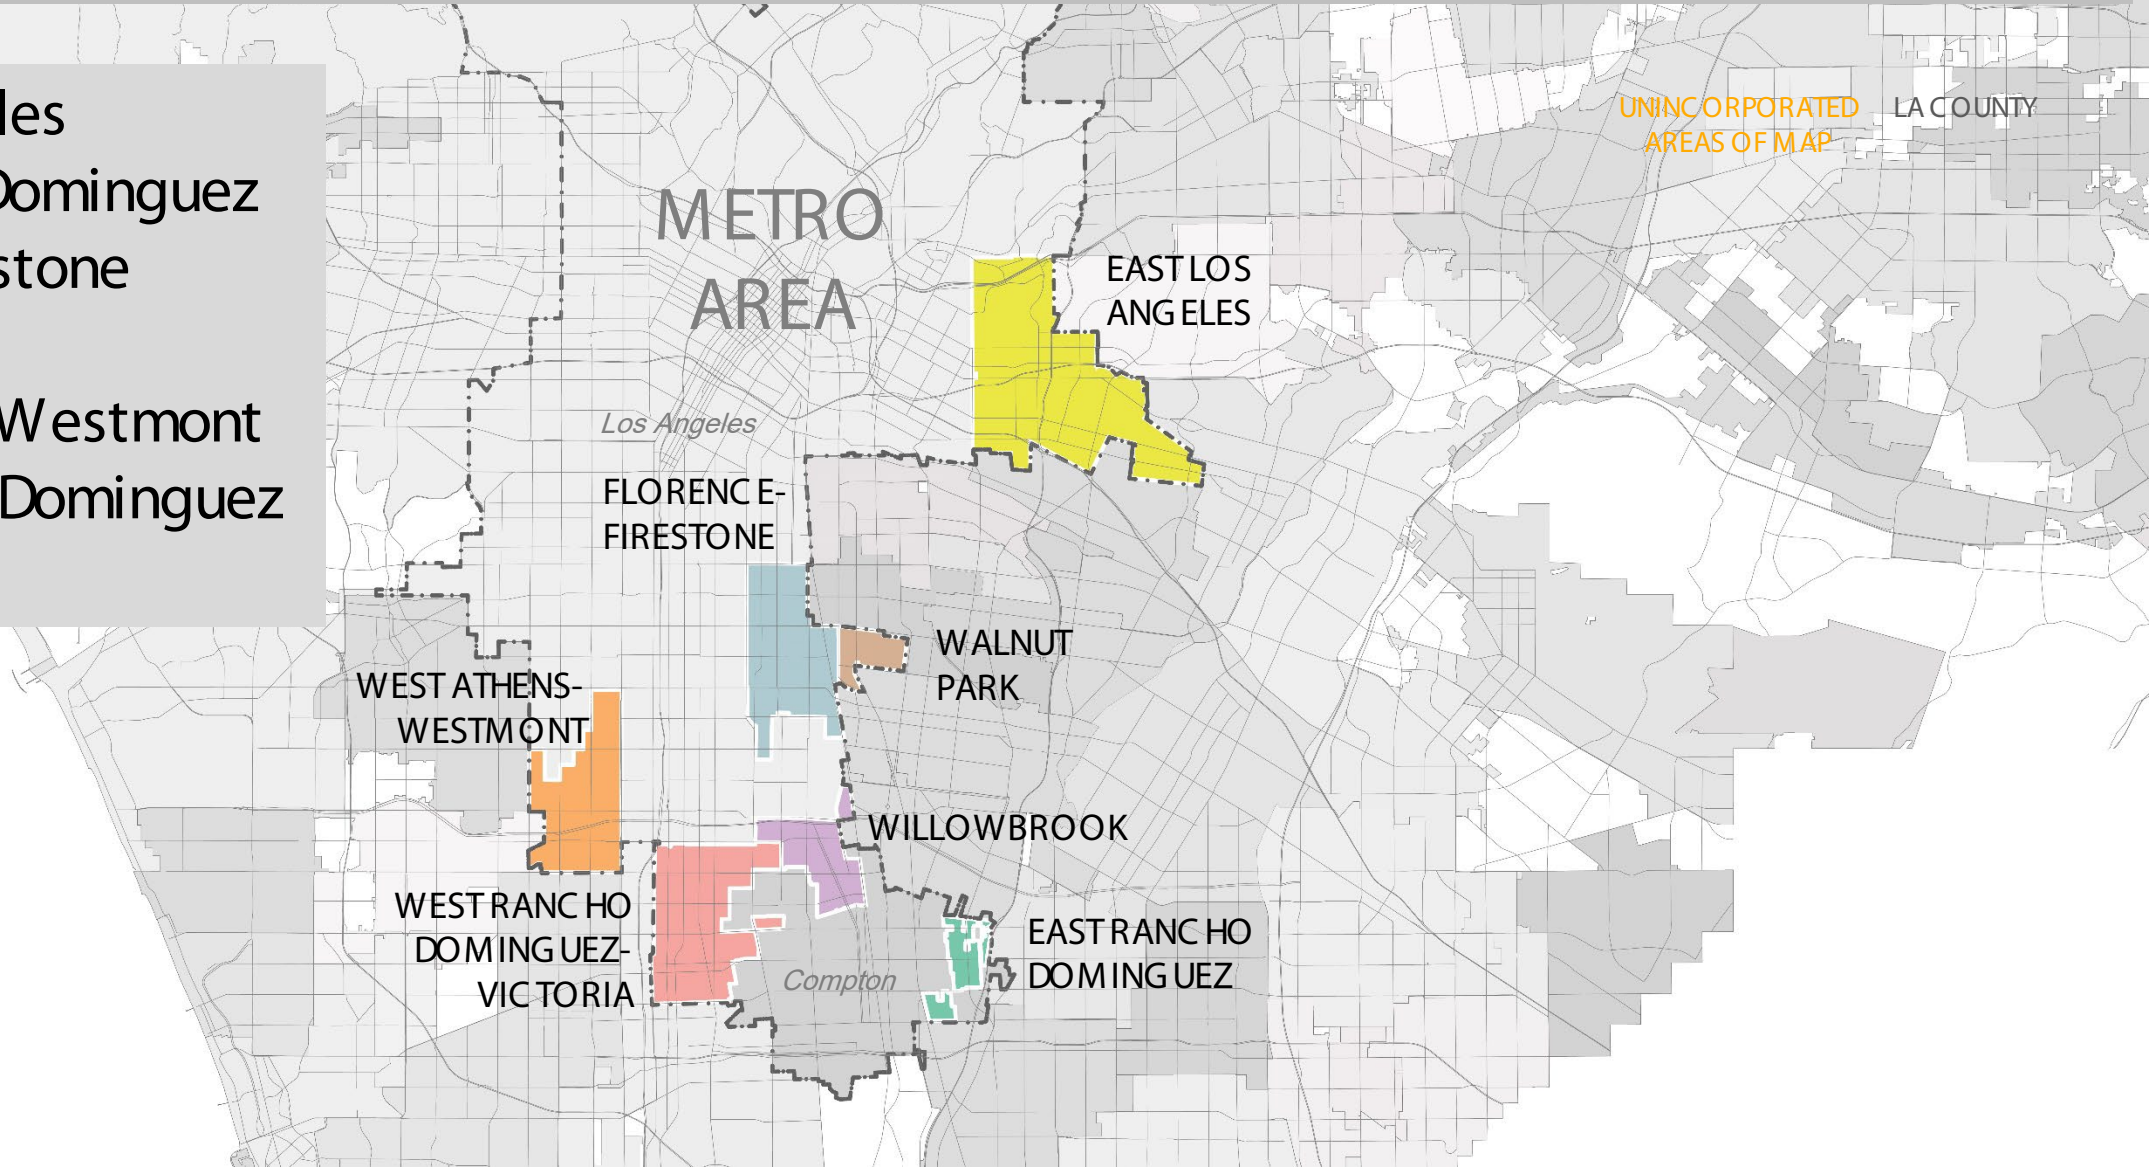 les
Dominguez
stone
Westmont
Dominguez
UNINCORPORATED
AREAS OF MAP
LA COUNTY
METRO
AREA
EAST LOS
ANGELES
Los Angeles
FLORENCE-
FIRESTONE
WALNUT
PARK
WEST ATHENS-
WESTMONT
WILLOWBROOK
WEST RANCHO
DOMINGUEZ-
VICTORIA
EAST RANCHO
DOMINGUEZ
Compton